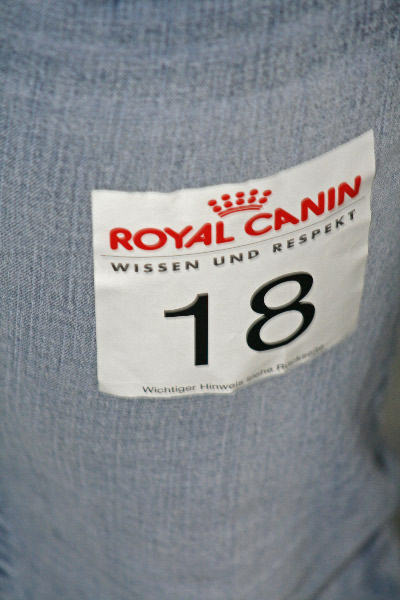 ROYAL CANIN
WISSEN UND RESPEKT
18
Wichtiger Hinweis siehe Rückseite